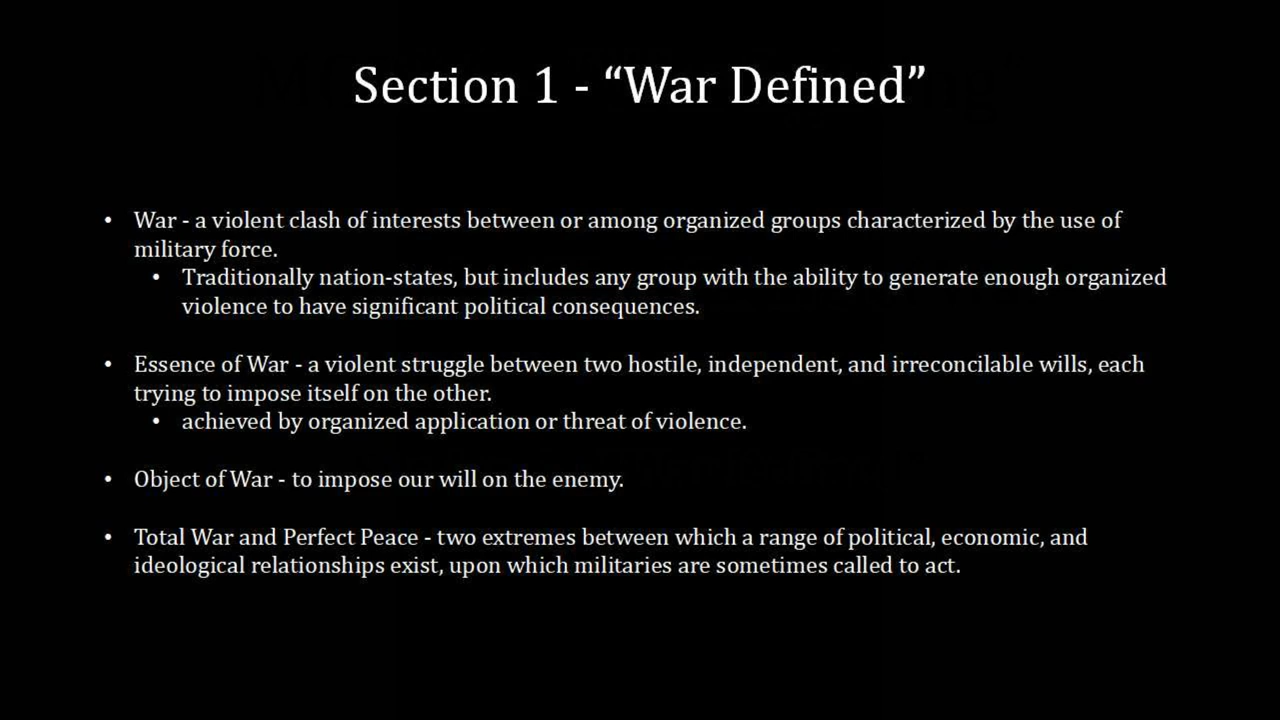 Section 1 - “War Defined”
• War - a violent clash of interests between or among organized groups characterized by the use of
military force.
• Traditionally nation-states, but includes any group with the ability to generate enough organized
violence to have significant political consequences.
• Essence of War - a violent struggle between two hostile, independent, and irreconcilable wills, each
trying to impose itself on the other.
• achieved by organized application or threat of violence.
• Object of War - to impose our will on the enemy.
• Total War and Perfect Peace - two extremes between which a range of political, economic, and
ideological relationships exist, upon which militaries are sometimes called to act.